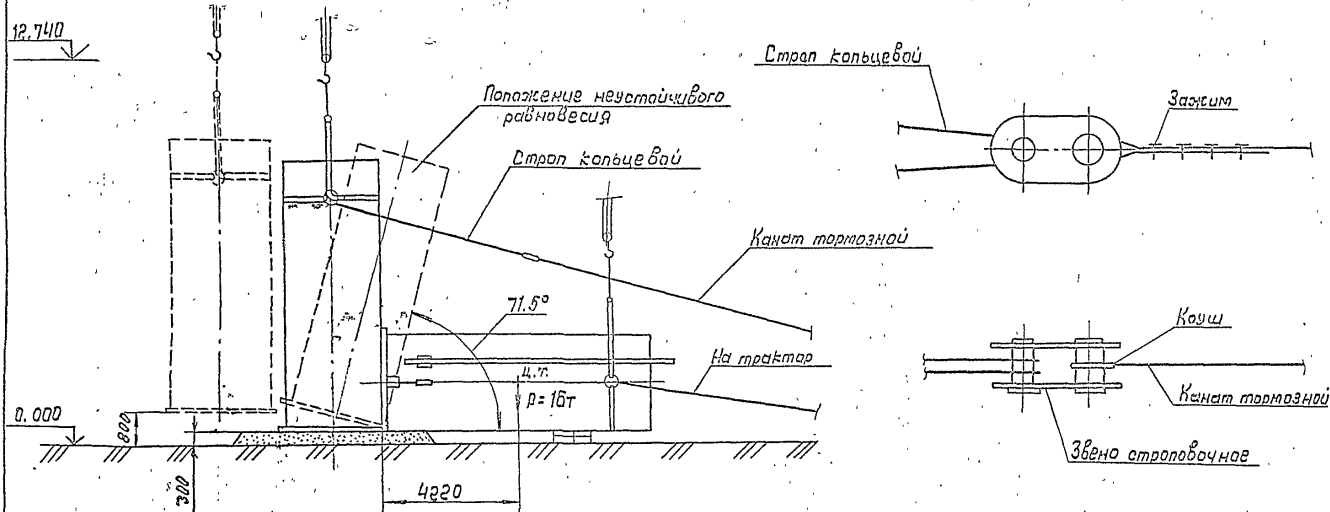 12.740
Положение неустойчивого
равновесия
Строп кольцевой
Канат тормозной
71.5°
На трактор
ц.т.
р=16т
0.000
800
300
4220
Строп кольцевой
Зажим
Коуш
Канат тормозной
Звено строповочное